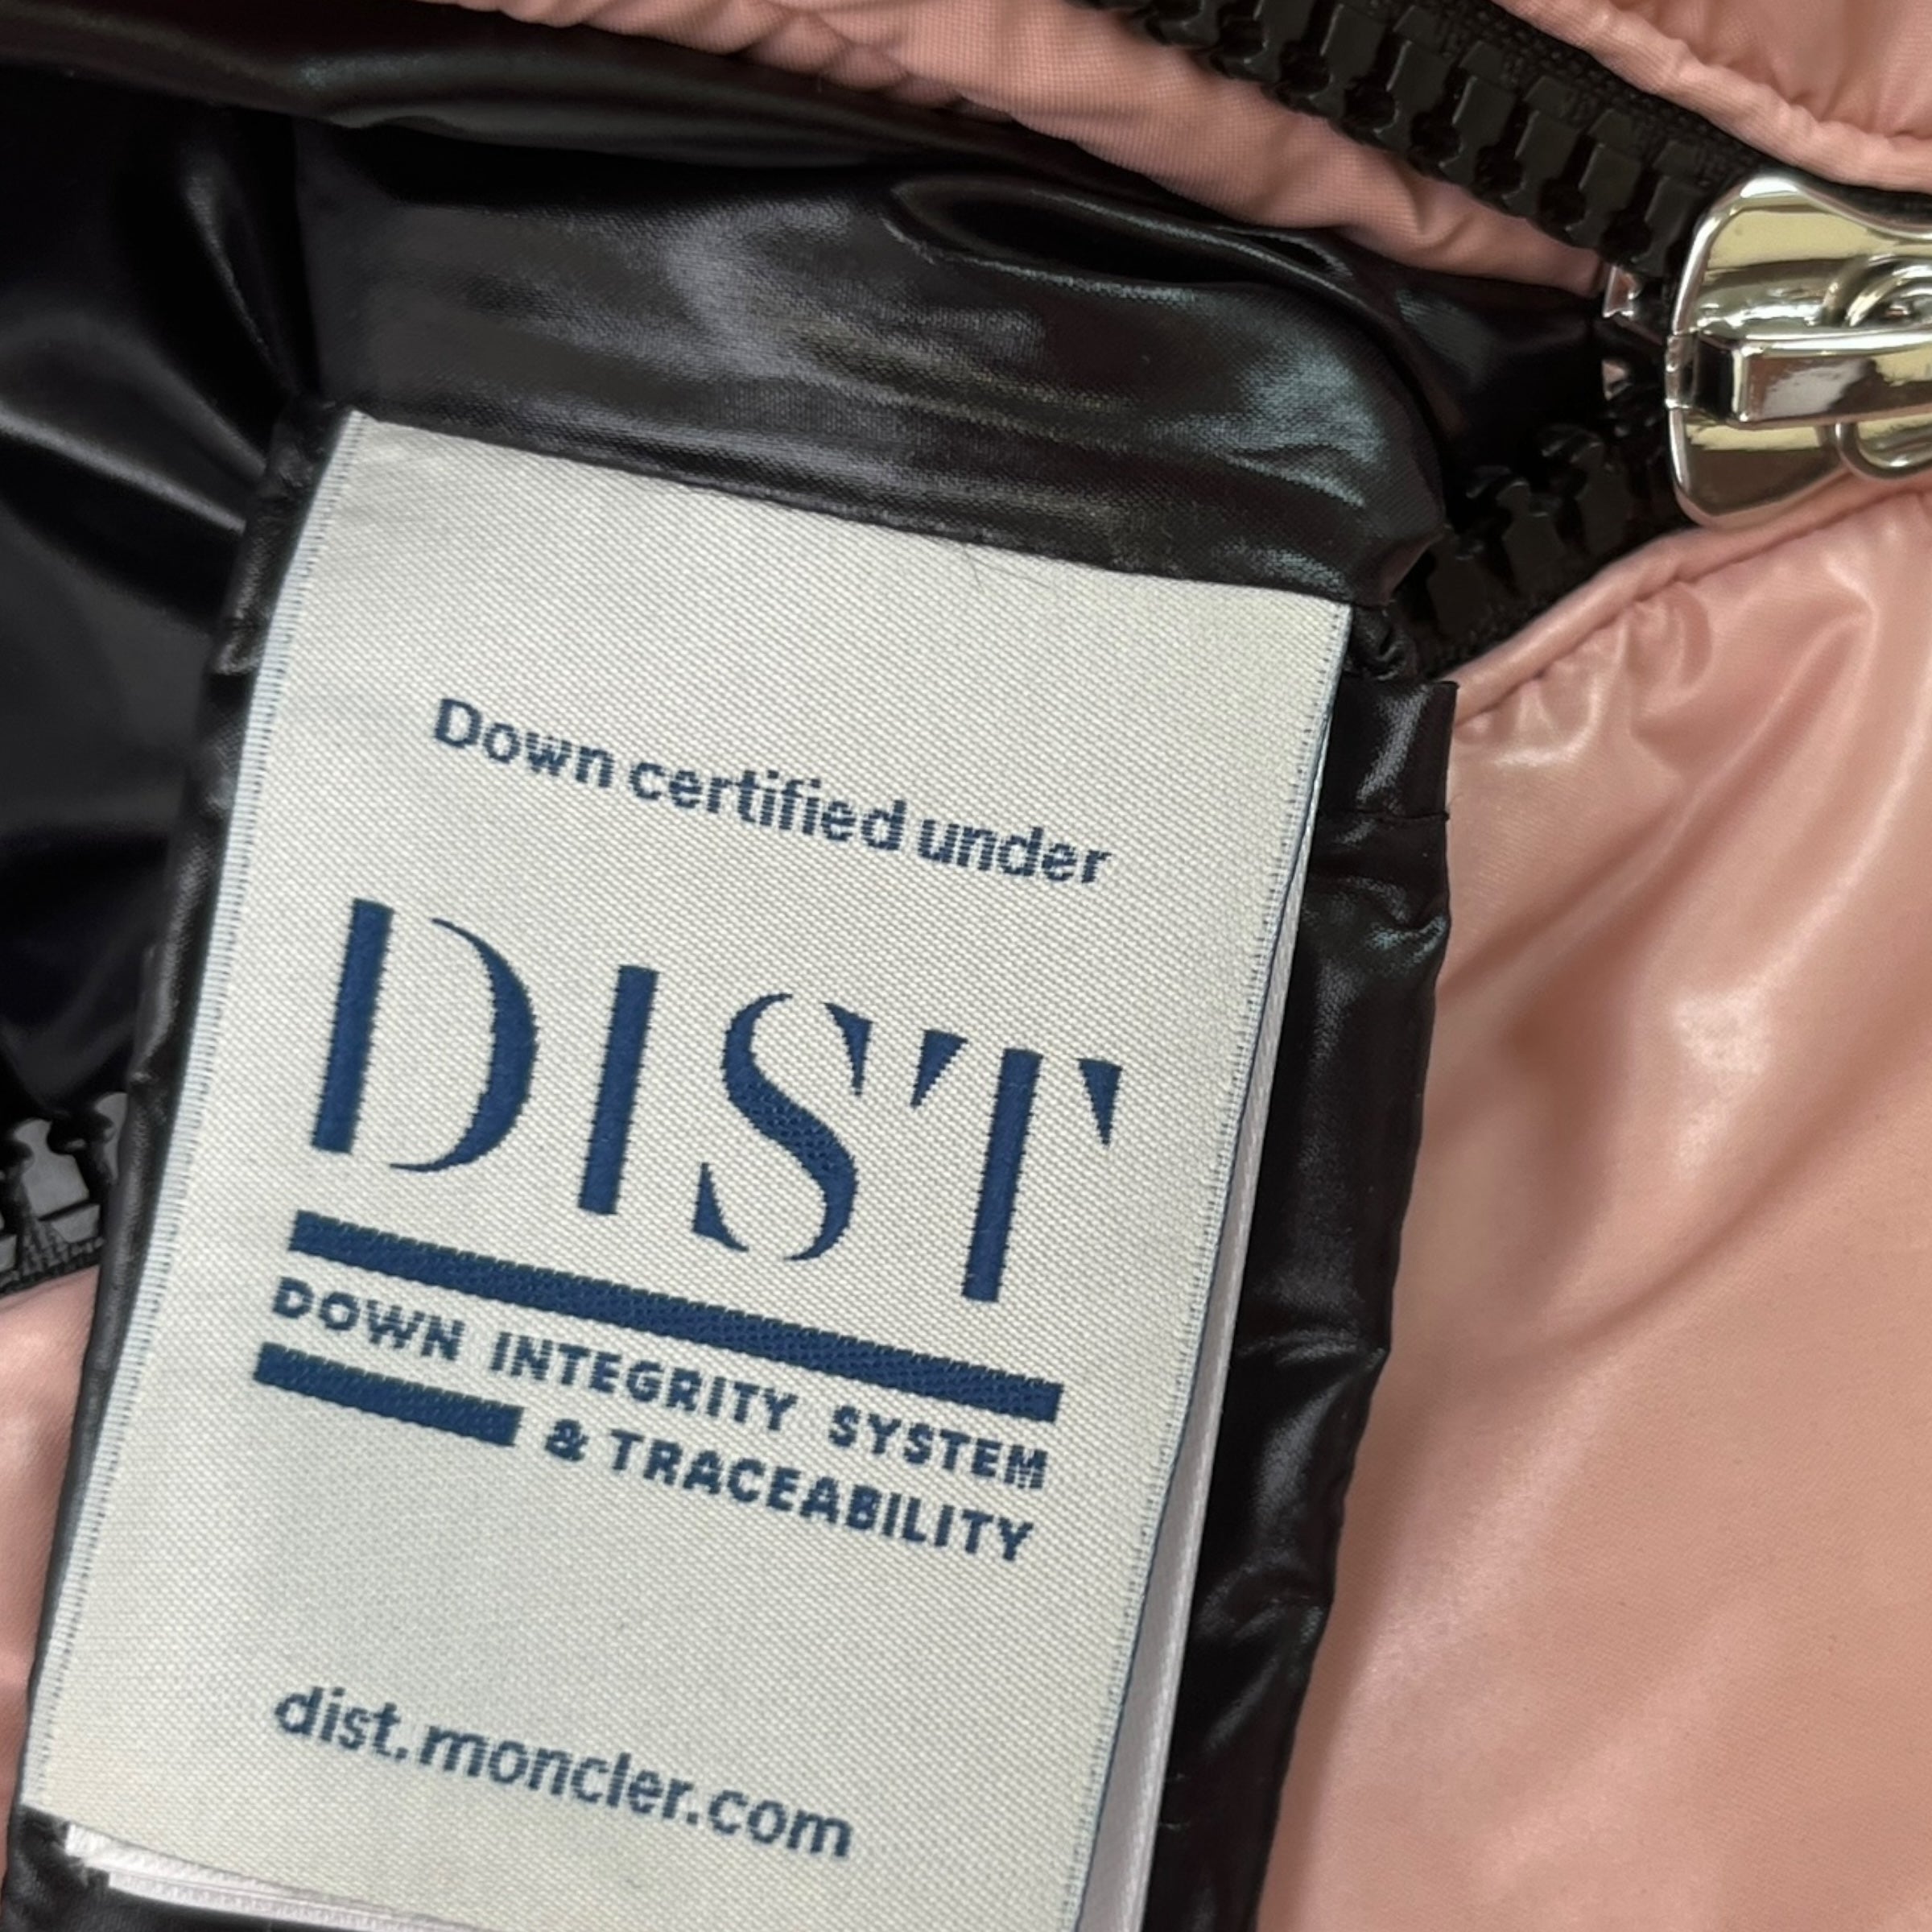 Down certified under
DIST
DOWN INTEGRITY SYSTEM
& TRACEABILITY
dist.moncler.com